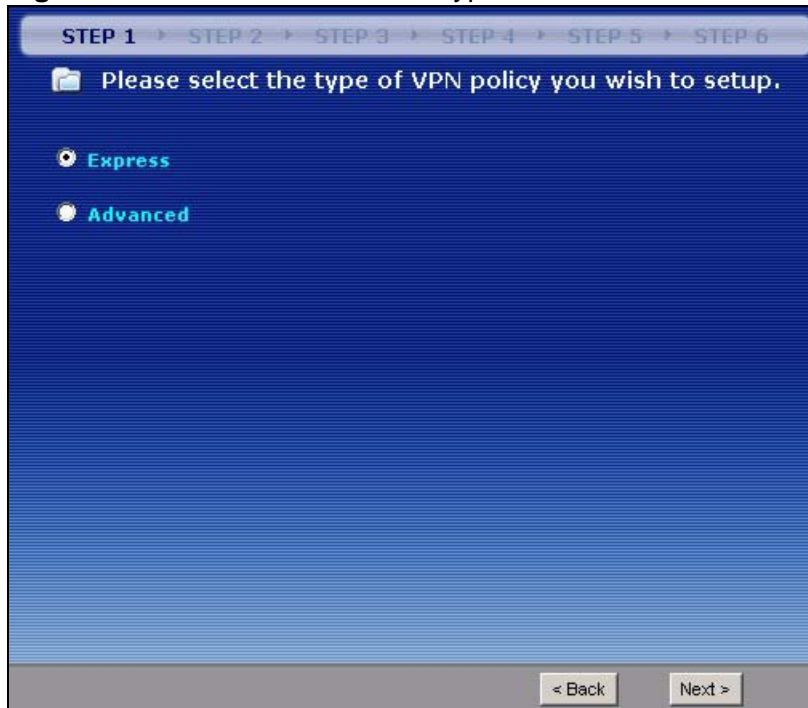 STEP 1 STEP 2 STEP 3 STEP 4 STEP 5 STEP 6
Please select the type of VPN policy you wish to setup.
Express
Advanced
< Back Next >